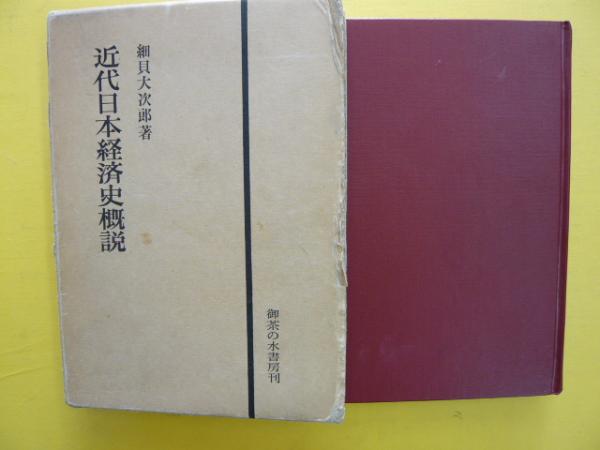 細貝大次郎著
近代日本経済史概説
御茶の水書房刊